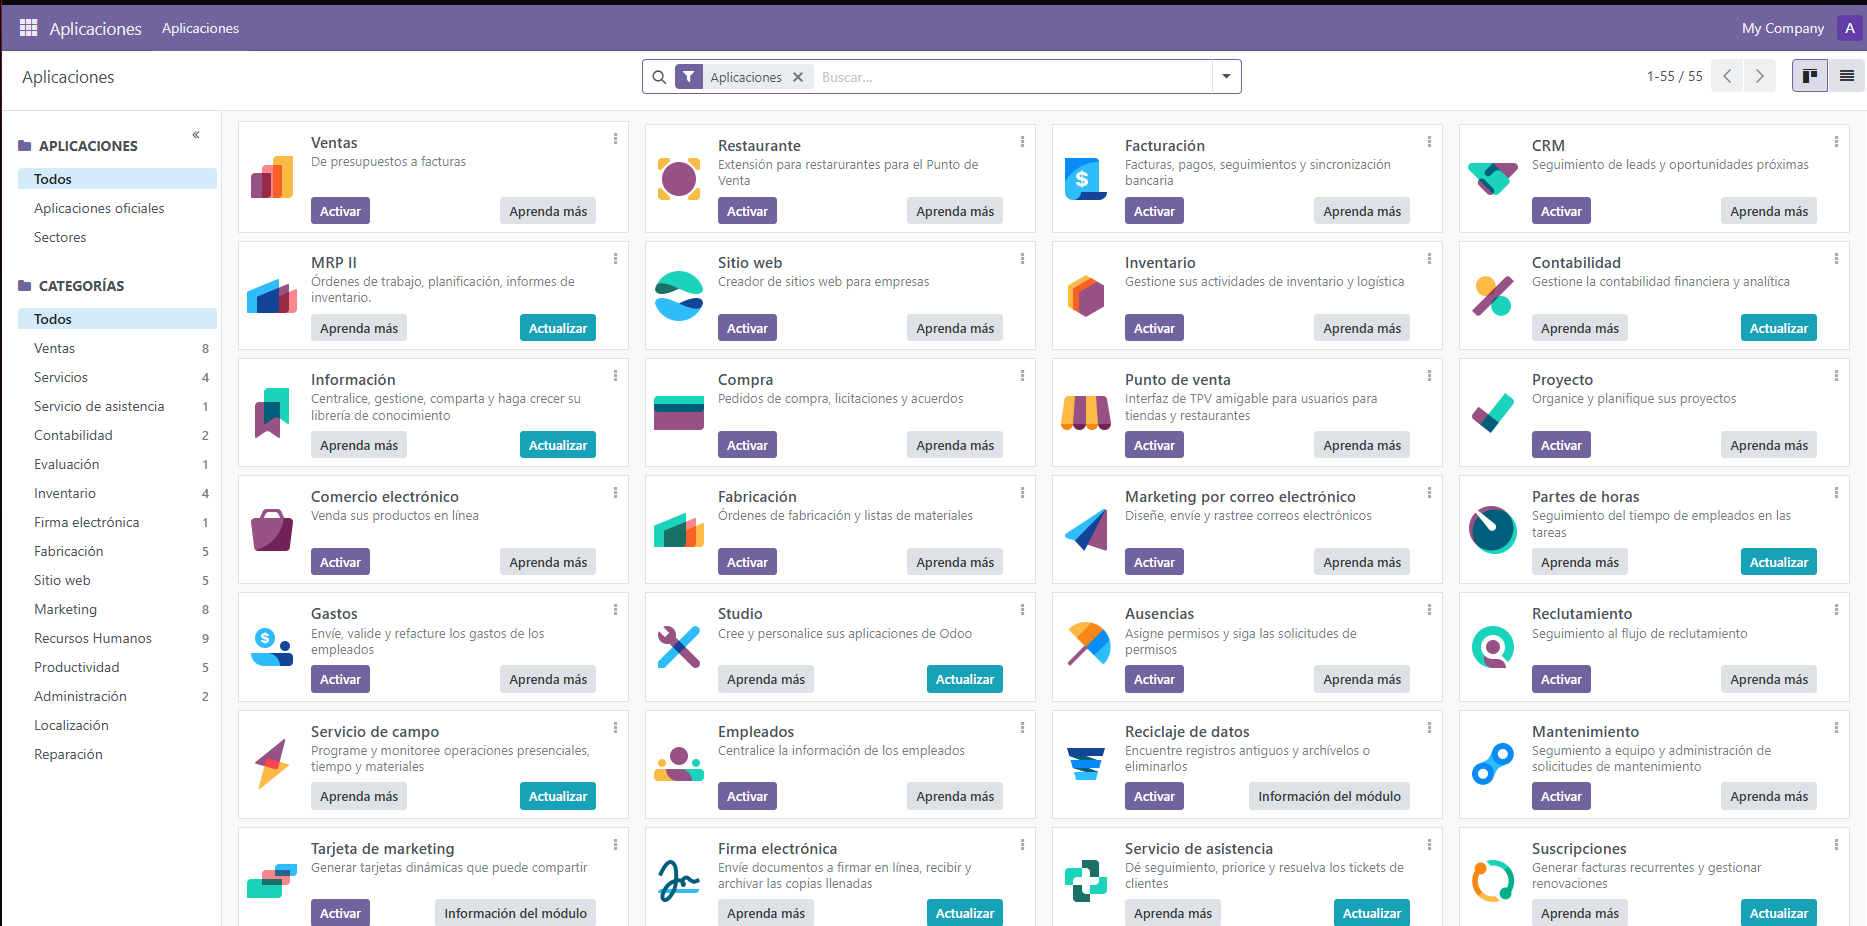 Aplicaciones
Aplicaciones
My Company
A
Aplicaciones
Aplicaciones
Buscar...
1-55 / 55
APLICACIONES
Todos
Aplicaciones oficiales
Sectores
CATEGORÍAS
Todos
Ventas 8
Servicios 4
Servicio de asistencia 1
Contabilidad 2
Evaluación 1
Inventario 4
Firma electrónica 1
Fabricación 5
Sitio web 5
Marketing 8
Recursos Humanos 9
Productividad 5
Administración 2
Localización
Reparación
Ventas
De presupuestos a facturas
Activar
Aprenda más
Restaurante
Extensión para restarurantes para el Punto de
Venta
Activar
Aprenda más
Facturación
Facturas, pagos, seguimientos y sincronización
bancaria
Activar
Aprenda más
CRM
Seguimiento de leads y oportunidades próximas
Activar
Aprenda más
MRP II
Órdenes de trabajo, planificación, informes de
inventario.
Aprenda más
Actualizar
Sitio web
Creador de sitios web para empresas
Activar
Aprenda más
Inventario
Gestione sus actividades de inventario y logística
Activar
Aprenda más
Contabilidad
Gestione la contabilidad financiera y analítica
Aprenda más
Actualizar
Información
Centralice, gestione, comparta y haga crecer su
librería de conocimiento
Aprenda más
Actualizar
Compra
Pedidos de compra, licitaciones y acuerdos
Activar
Aprenda más
Punto de venta
Interfaz de TPV amigable para usuarios para
tiendas y restaurantes
Activar
Aprenda más
Proyecto
Organice y planifique sus proyectos
Activar
Aprenda más
Comercio electrónico
Venda sus productos en línea
Activar
Aprenda más
Fabricación
Órdenes de fabricación y listas de materiales
Activar
Aprenda más
Marketing por correo electrónico
Diseñe, envíe y rastree correos electrónicos
Activar
Aprenda más
Partes de horas
Seguimiento del tiempo de empleados en las
tareas
Aprenda más
Actualizar
Gastos
Envíe, valide y refacture los gastos de los
empleados
Activar
Aprenda más
Studio
Cree y personalice sus aplicaciones de Odoo
Aprenda más
Actualizar
Ausencias
Asigne permisos y siga las solicitudes de
permisos
Activar
Aprenda más
Reclutamiento
Seguimiento al flujo de reclutamiento
Activar
Aprenda más
Servicio de campo
Programe y monitoree operaciones presenciales,
tiempo y materiales
Aprenda más
Actualizar
Empleados
Centralice la información de los empleados
Activar
Aprenda más
Reciclaje de datos
Encuentre registros antiguos y archívelos o
eliminarlos
Activar
Información del módulo
Mantenimiento
Segumiento a equipo y administración de
solicitudes de mantenimiento
Activar
Aprenda más
Tarjeta de marketing
Generar tarjetas dinámicas que puede compartir
Activar
Información del módulo
Firma electrónica
Envíe documentos a firmar en línea, recibir y
archivar las copias llenadas
Aprenda más
Actualizar
Servicio de asistencia
Dé seguimiento, priorice y resuelva los tickets de
clientes
Aprenda más
Actualizar
Suscripciones
Generar facturas recurrentes y gestionar
renovaciones
Aprenda más
Actualizar